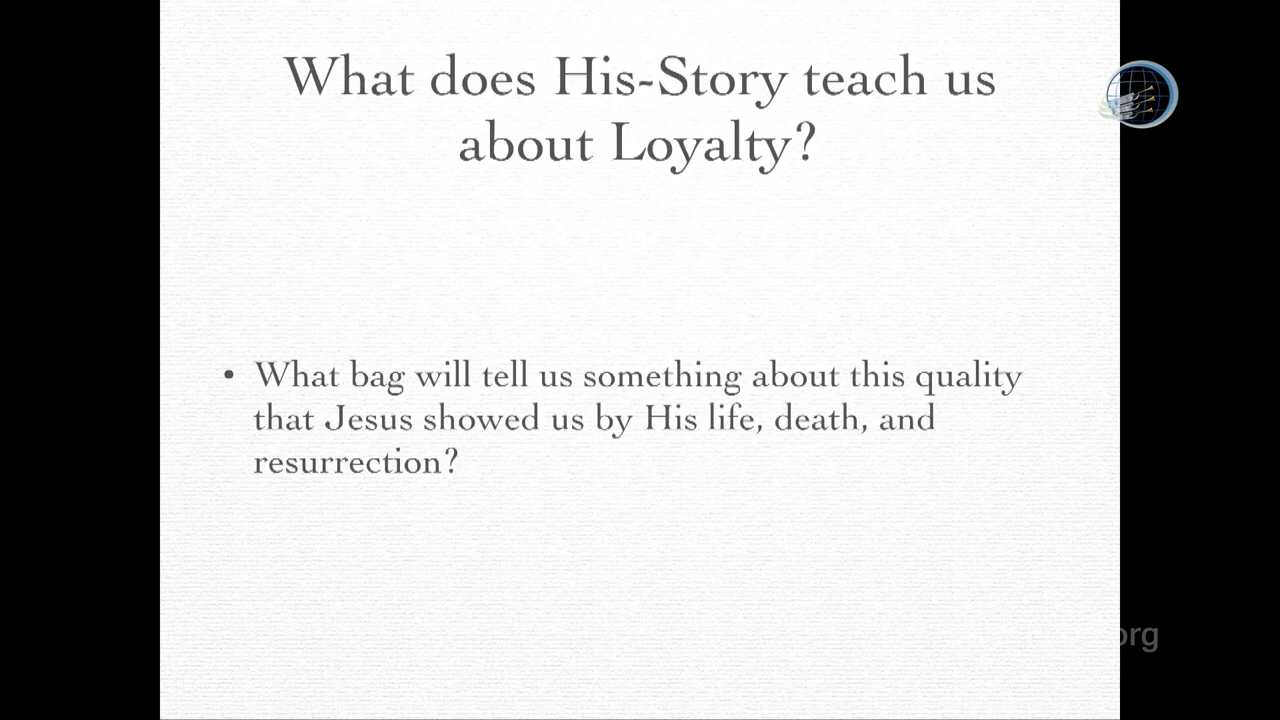 What does His-Story teach us
about Loyalty?
• What bag will tell us something about this quality
that Jesus showed us by His life, death, and
resurrection?
org